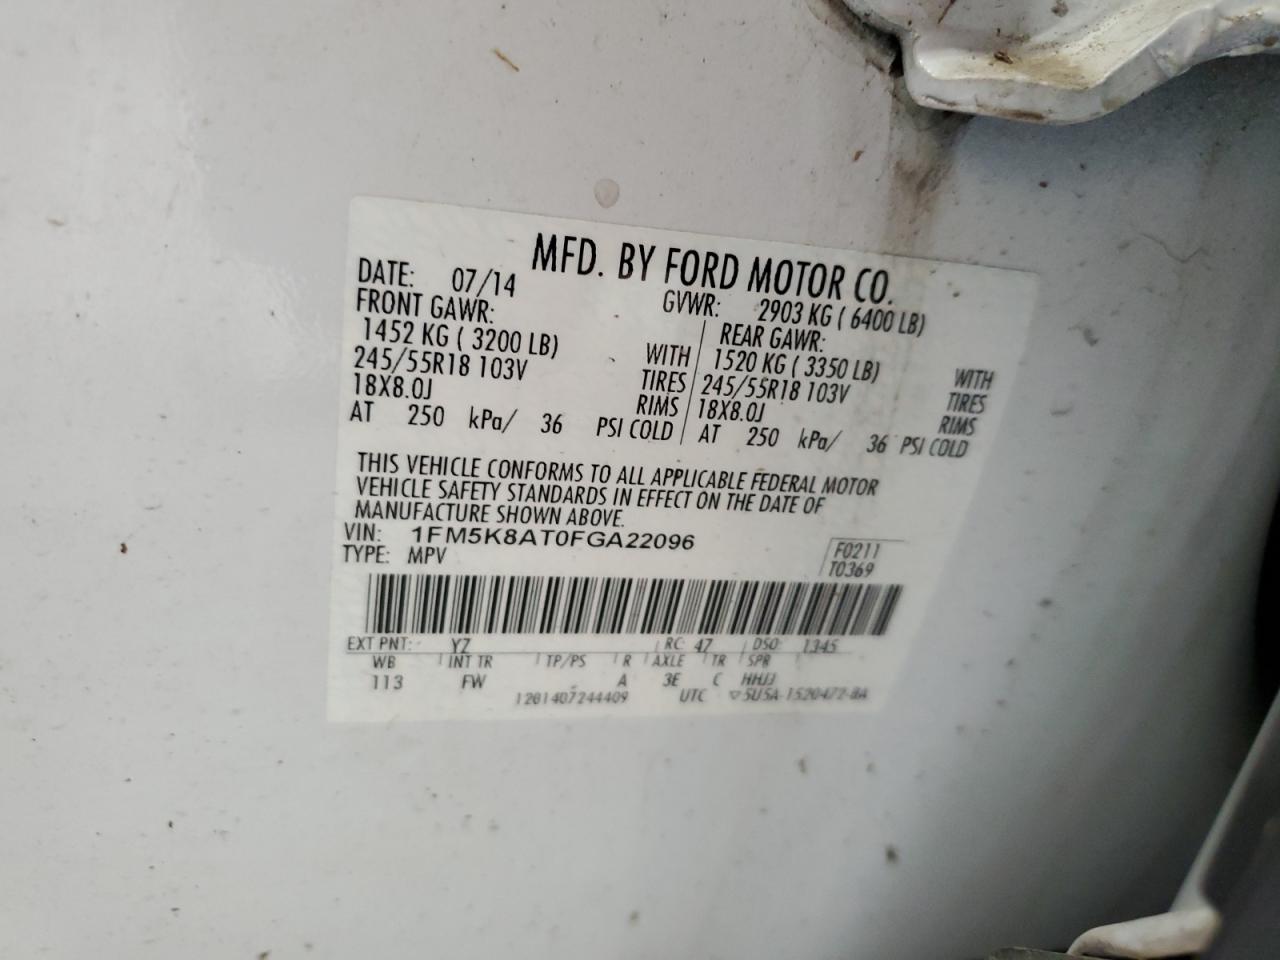 MFD. BY FORD MOTOR CO.
DATE: 07/14 GVWR: 2903 KG ( 6400 LB)
FRONT GAWR: REAR GAWR:
1452 KG ( 3200 LB) WITH 1520 KG ( 3350 LB) WITH
245/55R18 103V TIRES 245/55R18 103V TIRES
18X8.0J RIMS 18X8.0J RIMS
AT 250 kPa/ 36 PSI COLD AT 250 kPa/ 36 PSI COLD
THIS VEHICLE CONFORMS TO ALL APPLICABLE FEDERAL MOTOR
VEHICLE SAFETY STANDARDS IN EFFECT ON THE DATE OF
MANUFACTURE SHOWN ABOVE.
VIN: 1FM5K8AT0FGA22096 F0211
TYPE: MPV T0369
EXT PNT: YZ RC: 47 DSO: 1345
WB INT TR TP/PS R AXLE TR SPR
113 FW A 3E C HHJJ
1201407244409 UTC ▽5U5A-1520472-BA